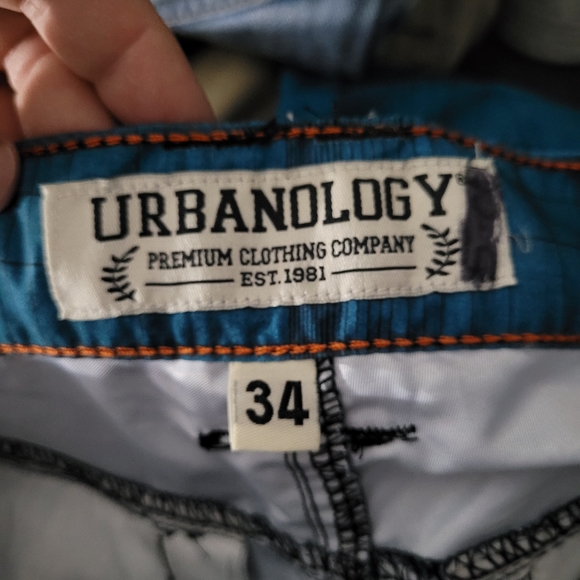 URBANOLOGY®
PREMIUM CLOTHING COMPANY
EST.1981
34